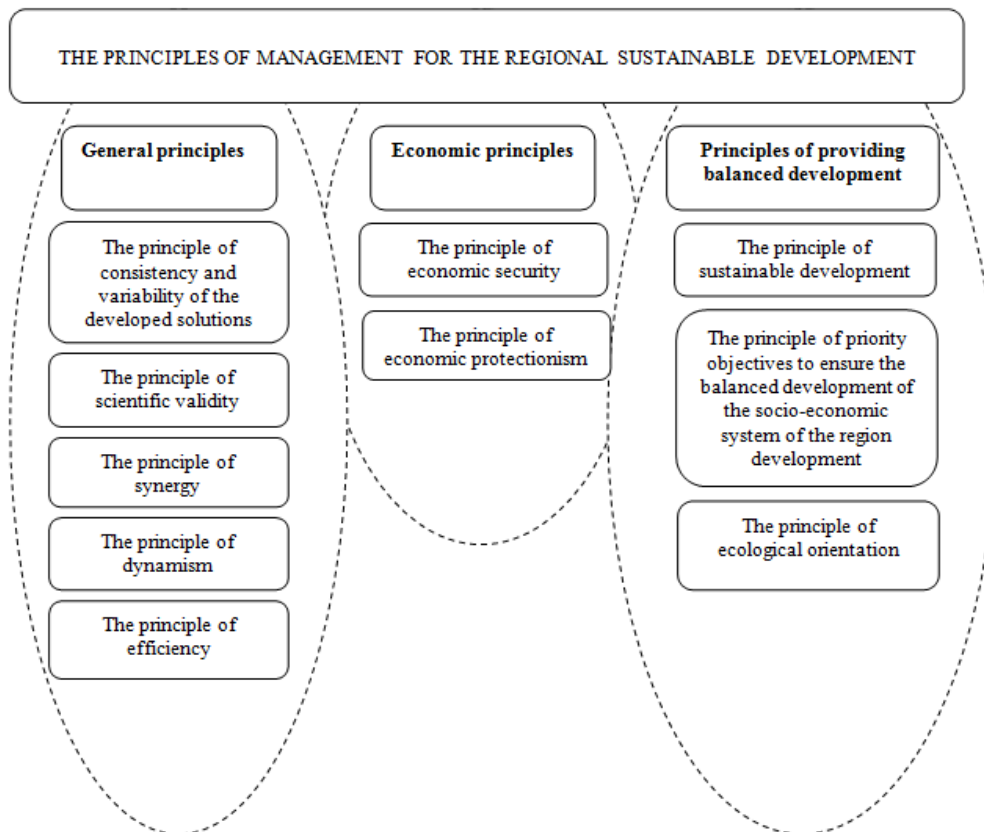 THE PRINCIPLES OF MANAGEMENT FOR THE REGIONAL SUSTAINABLE DEVELOPMENT
General principles
The principle of
consistency and
variability of the
developed solutions
The principle of
scientific validity
The principle of
synergy
The principle of
dynamism
The principle of
efficiency
Economic principles
The principle of
economic security
The principle of
economic protectionism
Principles of providing
balanced development
The principle of
sustainable development
The principle of priority
objectives to ensure the
balanced development of
the socio-economic
system of the region
development
The principle of
ecological orientation